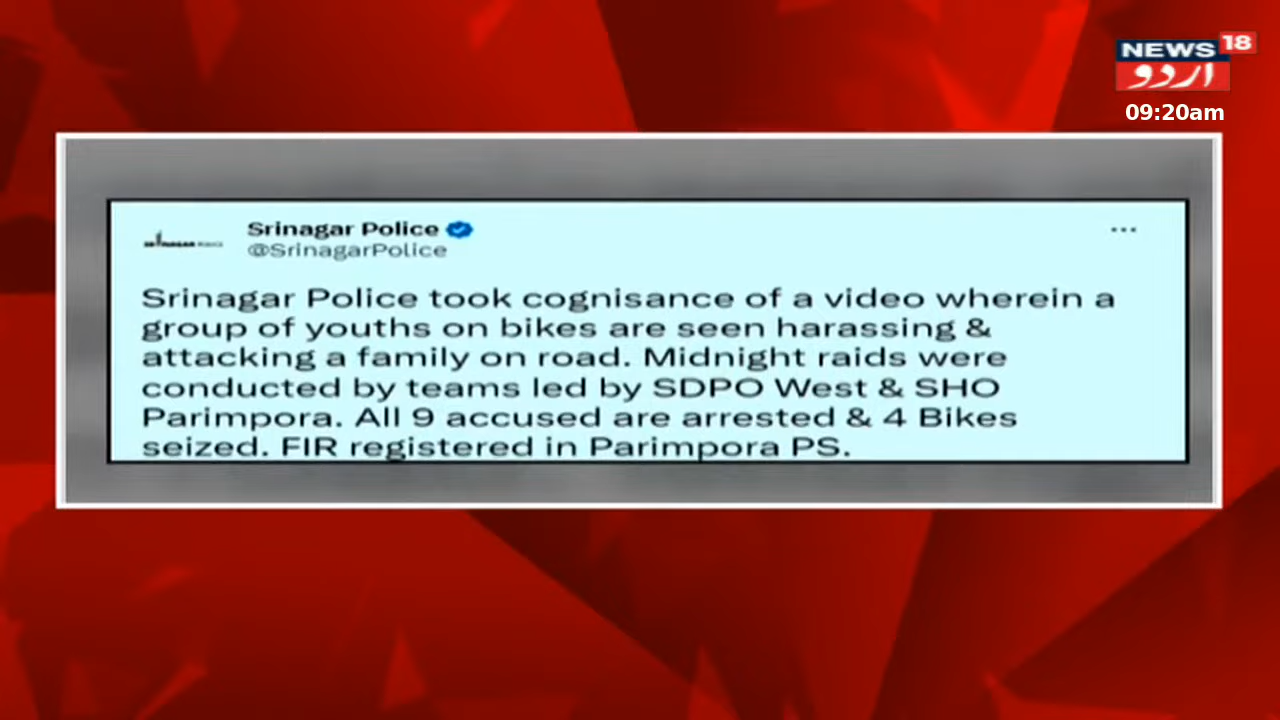 NEWS 18
اردو
09:20am
Srinagar Police
@SrinagarPolice
Srinagar Police took cognisance of a video wherein a
group of youths on bikes are seen harassing &
attacking a family on road. Midnight raids were
conducted by teams led by SDPO West & SHO
Parimpora. All 9 accused are arrested & 4 Bikes
seized. FIR registered in Parimpora PS.